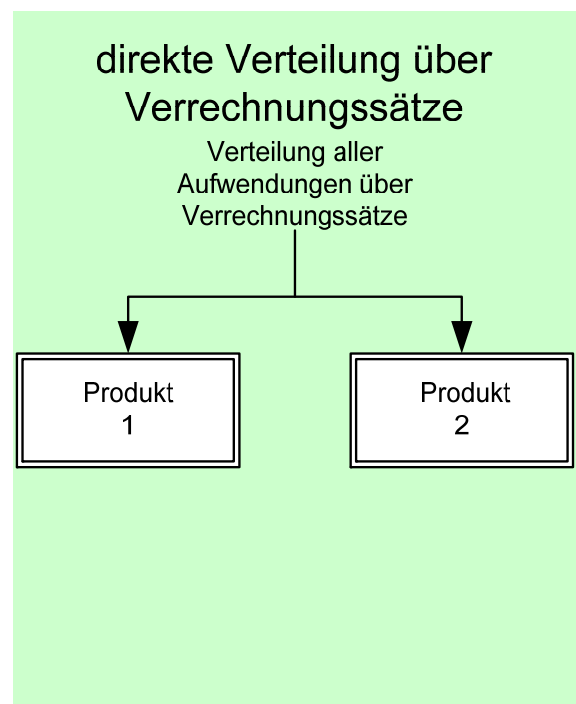 direkte Verteilung über
Verrechnungssätze
Verteilung aller
Aufwendungen über
Verrechnungssätze
Produkt
1
Produkt
2